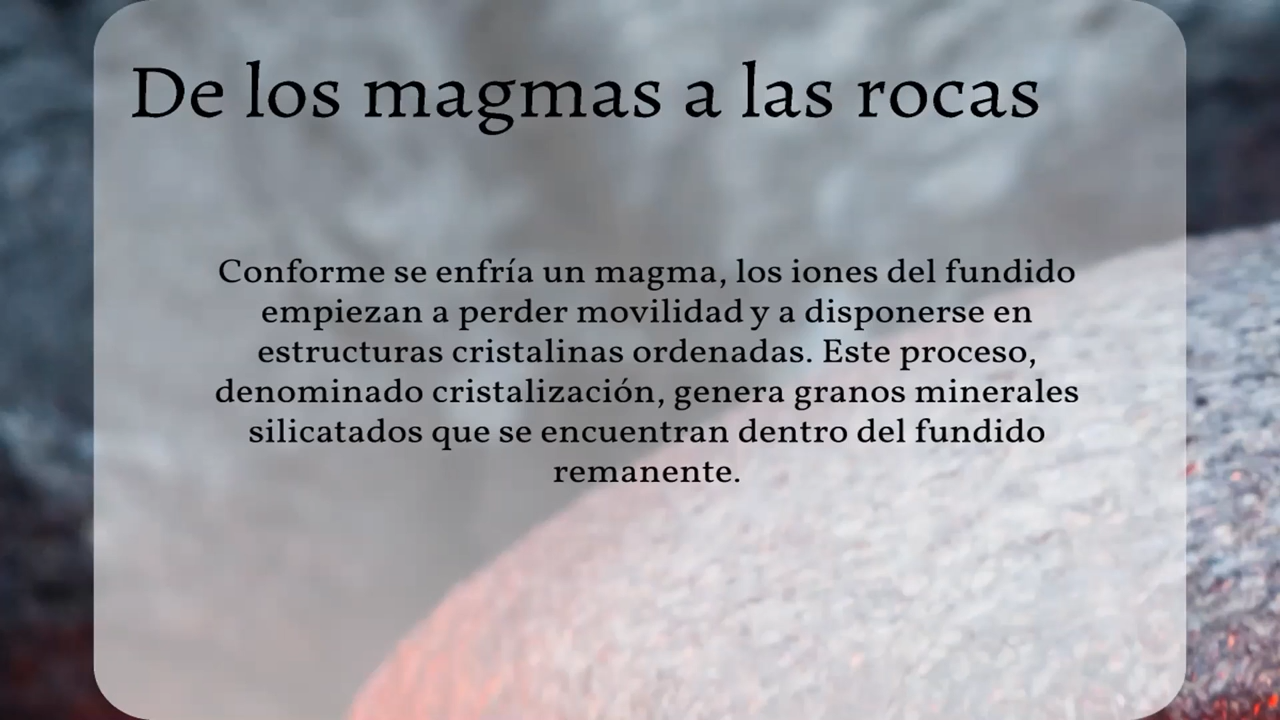 De los magmas a las rocas
Conforme se enfría un magma, los iones del fundido
empiezan a perder movilidad y a disponerse en
estructuras cristalinas ordenadas. Este proceso,
denominado cristalización, genera granos minerales
silicatados que se encuentran dentro del fundido
remanente.